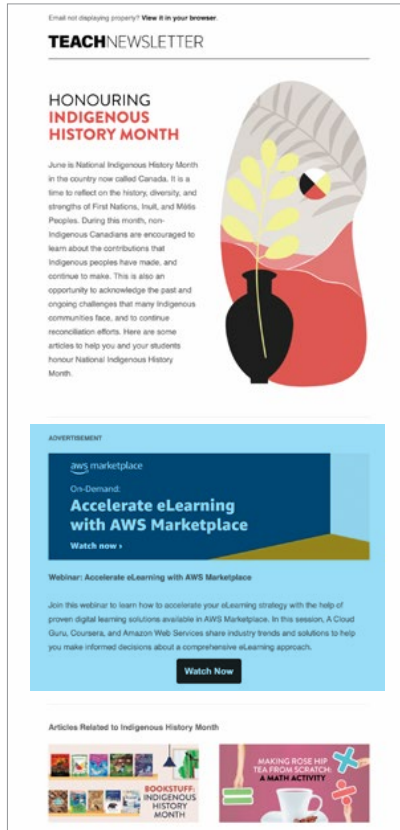 Email not displaying property? View it in your browser.
TEACHNEWSLETTER
HONOURING
INDIGENOUS
HISTORY MONTH
June is National Indigenous History Month
in the country now called Canada. It is a
time to reflect on the history, diversity, and
strengths of First Nations, Inuit, and Métis
Peoples. During this month, non-
Indigenous Canadians are encouraged to
learn about the contributions that
Indigenous peoples have made, and
continue to make. This is also an
opportunity to acknowledge the past and
ongoing challenges that many Indigenous
communities face, and to continue
reconciliation efforts. Here are some
articles to help you and your students
honour National Indigenous History
Month.
ADVERTISEMENT
aws marketplace
On-Demand:
Accelerate eLearning
with AWS Marketplace
Watch now ›
Webinar: Accelerate eLearning with AWS Marketplace
Join this webinar to learn how to accelerate your eLearning strategy with the help of
proven digital learning solutions available in AWS Marketplace. In this session, A Cloud
Guru, Coursera, and Amazon Web Services share industry trends and solutions to help
you make informed decisions about a comprehensive eLearning approach.
Watch Now
Articles Related to Indigenous History Month
BOOKSTUFF:
INDIGENOUS
HISTORY
MONTH
MAKING ROSE HIP
TEA FROM SCRATCH:
A MATH ACTIVITY